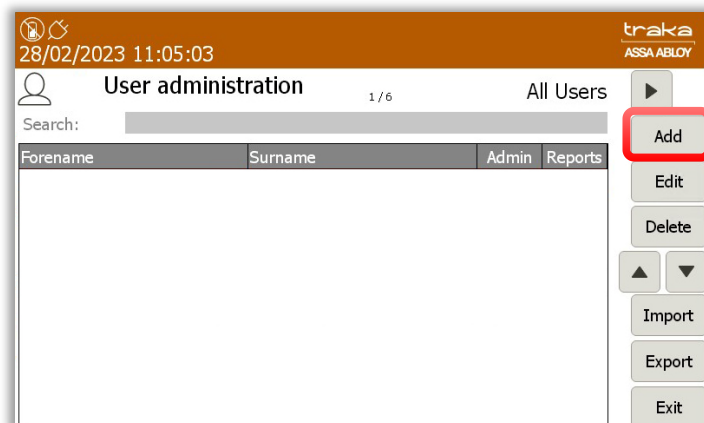 28/02/2023 11:05:03
traka
ASSA ABLOY
User administration 1/6 All Users
Search:
Forename Surname Admin Reports
Add
Edit
Delete
Import
Export
Exit